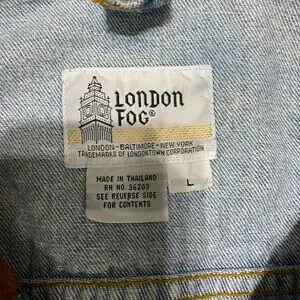 LONDON
FOG®
LONDON-BALTIMORE-NEW YORK
TRADEMARKS OF LONDONTOWN CORPORATION
MADE IN THAILAND
RN NO. 36203
SEE REVERSE SIDE
FOR CONTENTS
L